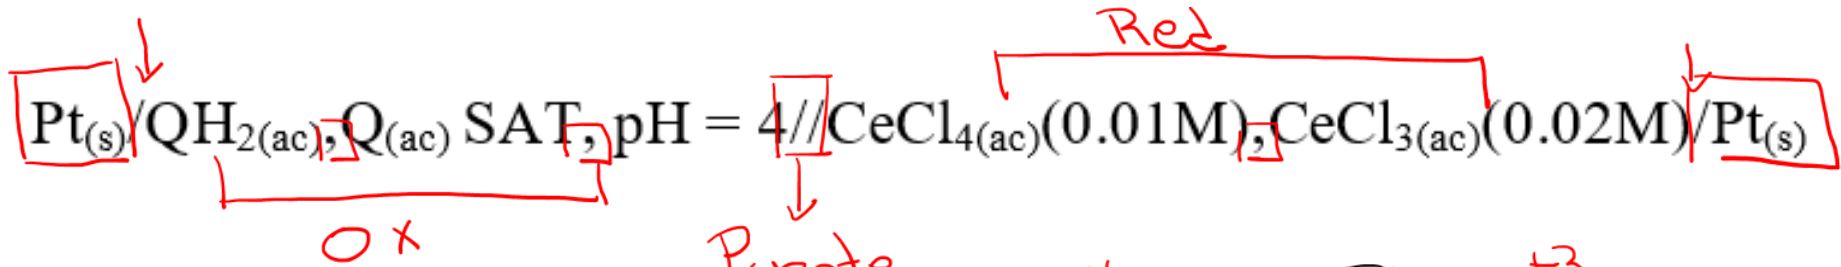 Red
Pt(s)/QH2(ac),Q(ac) SAT, pH = 4//CeCl4(ac)(0.01M),CeCl3(ac)(0.02M)/Pt(s)
OX